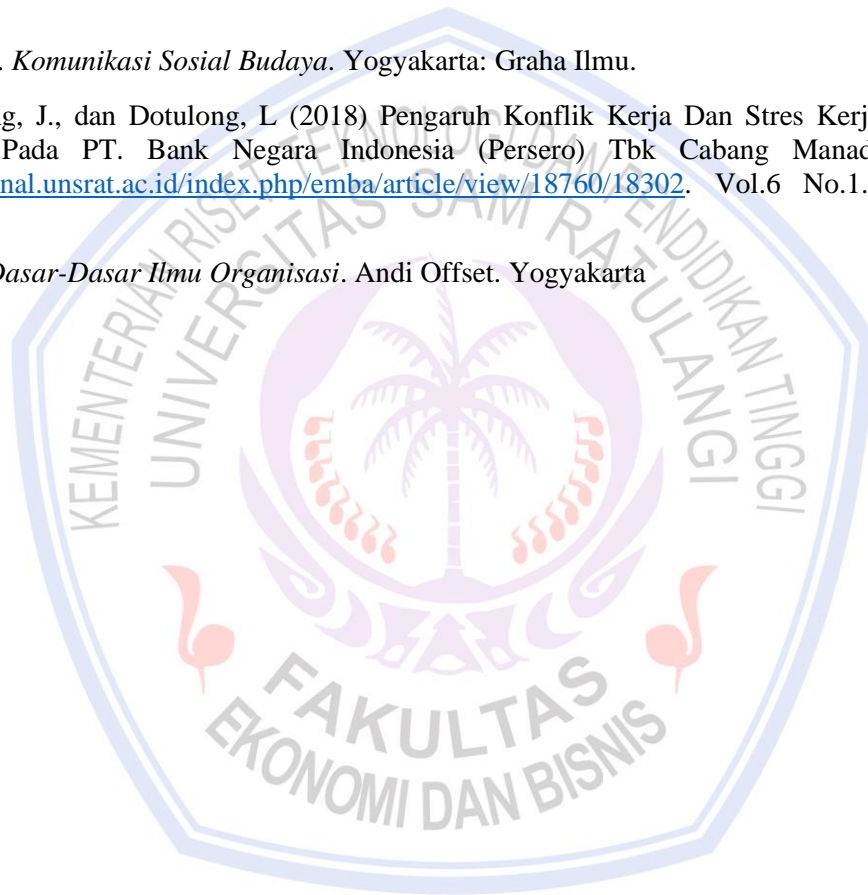 . Komunikasi Sosial Budaya. Yogyakarta: Graha Ilmu.
g, J., dan Dotulong, L (2018) Pengaruh Konflik Kerja Dan Stres Kerj
Pada PT. Bank Negara Indonesia (Persero) Tbk Cabang Manad
nal.unsrat.ac.id/index.php/emba/article/view/18760/18302. Vol.6 No.1.
Dasar-Dasar Ilmu Organisasi. Andi Offset. Yogyakarta
KEMENTERIAN RISET TEKNOLOGI DAN PENDIDIKAN TINGGI
UNIVERSITAS SAM RATULANGI
FAKULTAS
EKONOMI DAN BISNIS